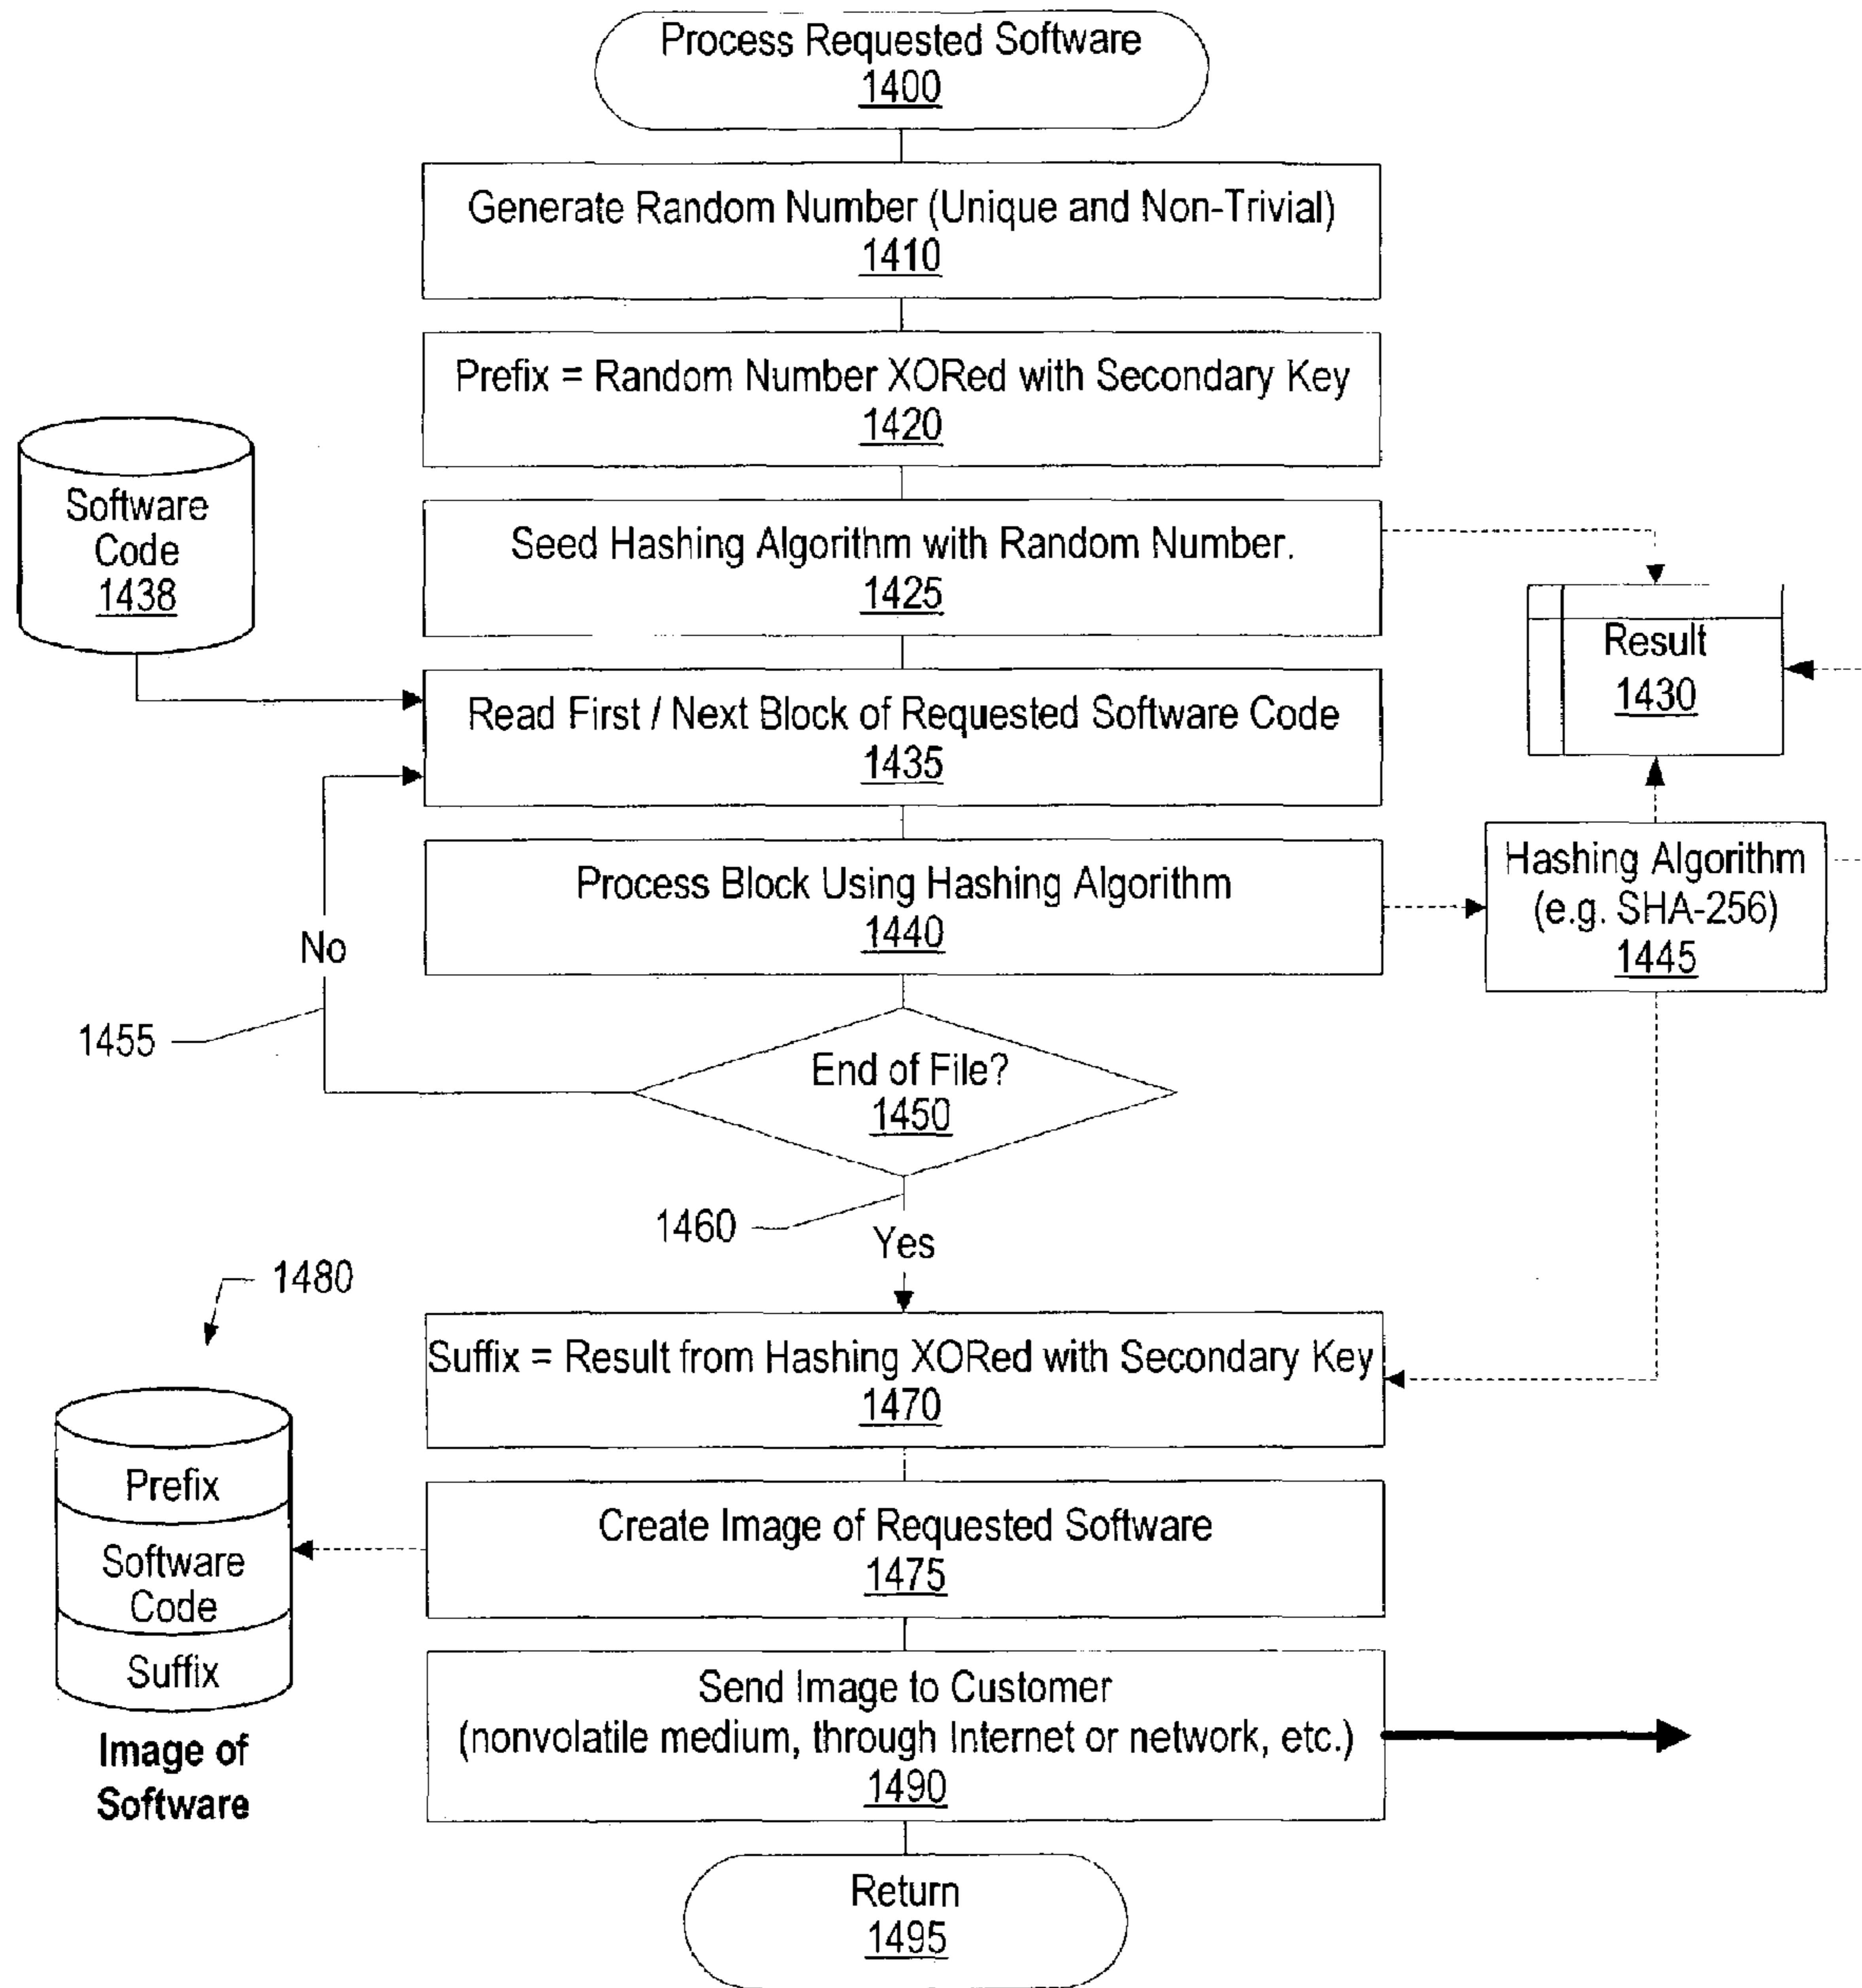 Process Requested Software
1400
Generate Random Number (Unique and Non-Trivial)
1410
Prefix = Random Number XORed with Secondary Key
1420
Software
Code
1438
Seed Hashing Algorithm with Random Number.
1425
Result
1430
Read First / Next Block of Requested Software Code
1435
Process Block Using Hashing Algorithm
1440
Hashing Algorithm
(e.g. SHA-256)
1445
No
1455
End of File?
1450
1460
Yes
1480
Suffix = Result from Hashing XORed with Secondary Key
1470
Prefix
Software
Code
Suffix
Image of
Software
Create Image of Requested Software
1475
Send Image to Customer
(nonvolatile medium, through Internet or network, etc.)
1490
Return
1495